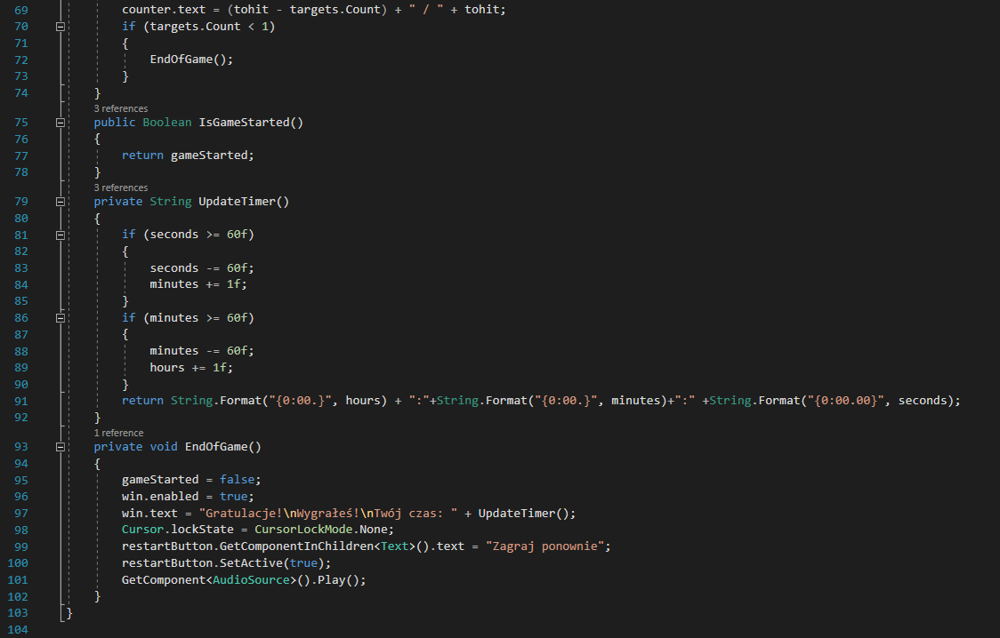 69 counter.text = (tohit - targets.Count) + " / " + tohit;
70 if (targets.Count < 1)
71 {
72 EndOfGame();
73 }
74 }
3 references
75 public Boolean IsGameStarted()
76 {
77 return gameStarted;
78 }
3 references
79 private String UpdateTimer()
80 {
81 if (seconds >= 60f)
82 {
83 seconds -= 60f;
84 minutes += 1f;
85 }
86 if (minutes >= 60f)
87 {
88 minutes -= 60f;
89 hours += 1f;
90 }
91 return String.Format("{0:00.}", hours) + ":"+String.Format("{0:00.}", minutes)+":" +String.Format("{0:00.00}", seconds);
92 }
1 reference
93 private void EndOfGame()
94 {
95 gameStarted = false;
96 win.enabled = true;
97 win.text = "Gratulacje!\nWygrałeś!\nTwój czas: " + UpdateTimer();
98 Cursor.lockState = CursorLockMode.None;
99 restartButton.GetComponentInChildren<Text>().text = "Zagraj ponownie";
100 restartButton.SetActive(true);
101 GetComponent<AudioSource>().Play();
102 }
103 }
104